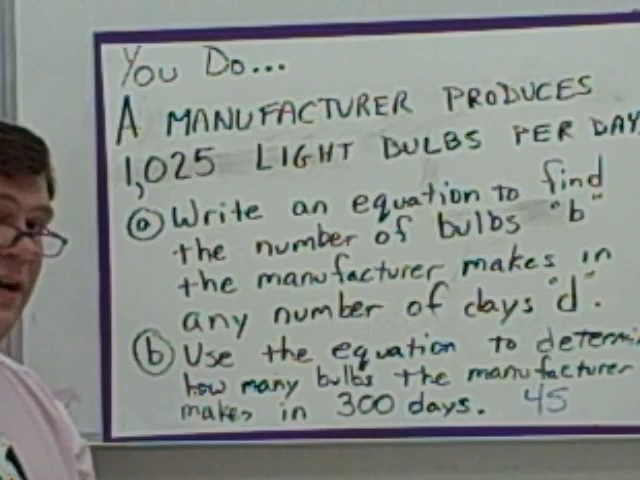 You Do...
A MANUFACTURER PRODUCES
1,025 LIGHT BULBS PER DAY
ⓐ Write an equation to find
the number of bulbs "b"
the manufacturer makes in
any number of days "d".
ⓑ Use the equation to determi
how many bulbs the manufacturer
makes in 300 days. 45